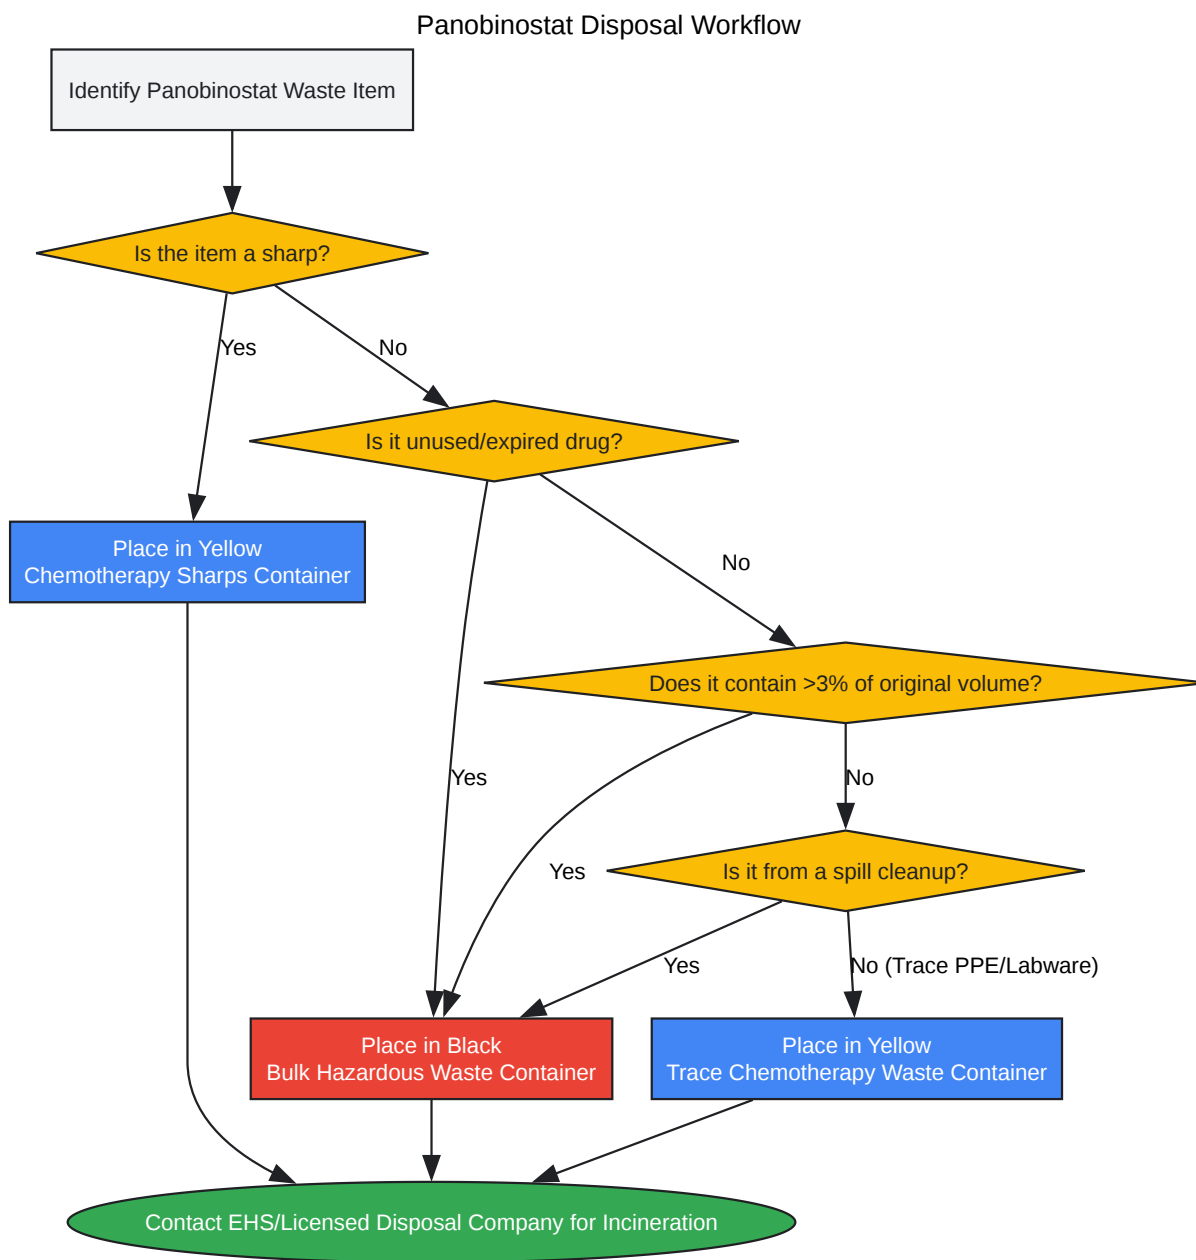 Panobinostat Disposal Workflow
Identify Panobinostat Waste Item
Is the item a sharp?
Yes
No
Is it unused/expired drug?
Place in Yellow
Chemotherapy Sharps Container
No
Does it contain >3% of original volume?
Yes
No
Yes
Is it from a spill cleanup?
Yes
No (Trace PPE/Labware)
Place in Black
Bulk Hazardous Waste Container
Place in Yellow
Trace Chemotherapy Waste Container
Contact EHS/Licensed Disposal Company for Incineration